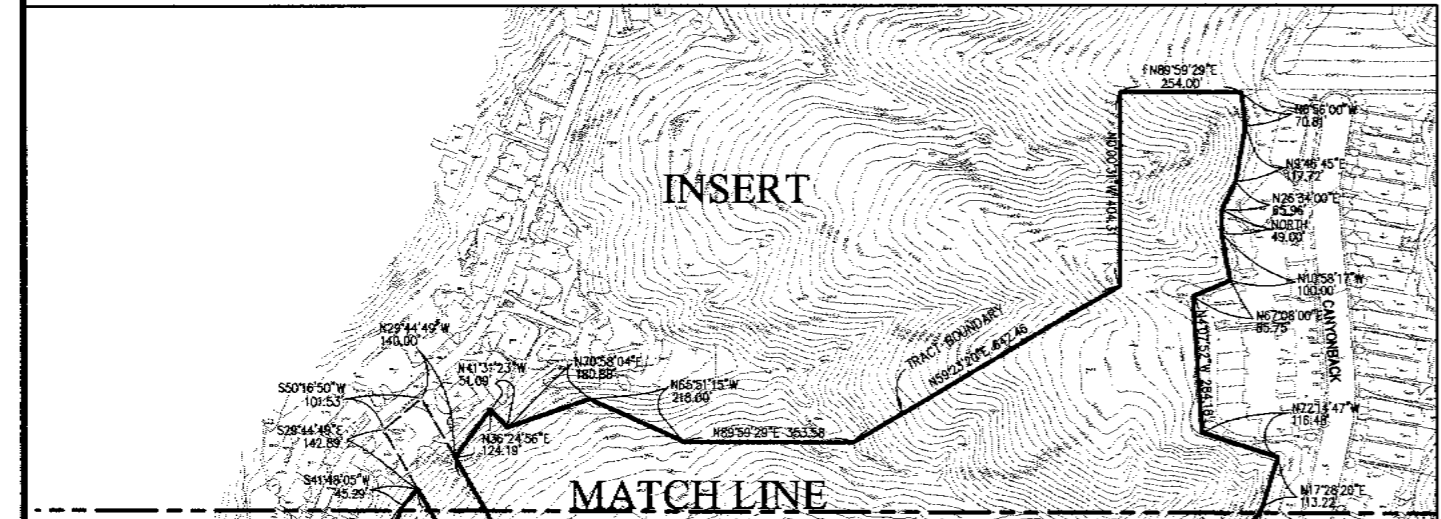 N89°59'29"E
254.00'
N6°56'00"W
70.81'
N9°46'45"E
117.72'
N26°34'00"E
65.96'
NORTH
49.00'
N10°58'17"W
100.00'
N67°08'00"E
85.75'
CANYONBACK
INSERT
TRACT BOUNDARY
N59°23'20"E 642.46
N29°44'49"W
140.00'
N41°31'23"W
51.09'
N70°58'04"E
180.88'
N65°51'15"W
218.00'
S50°16'50"W
101.53'
S29°44'49"E
142.89'
N36°24'56"E
124.19'
N89°59'29"E 353.58
N72°14'47"W
116.48'
S41°48'05"W
45.29'
N17°28'20"E
113.22'
MATCH LINE